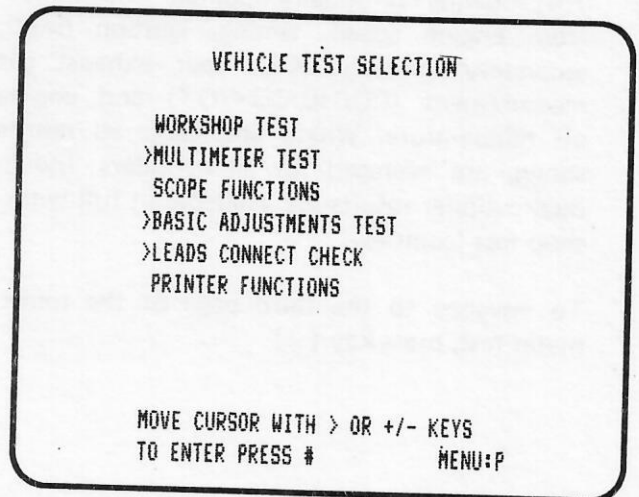 VEHICLE TEST SELECTION
WORKSHOP TEST
>MULTIMETER TEST
SCOPE FUNCTIONS
>BASIC ADJUSTMENTS TEST
>LEADS CONNECT CHECK
PRINTER FUNCTIONS
MOVE CURSOR WITH > OR +/- KEYS
TO ENTER PRESS # MENU:P